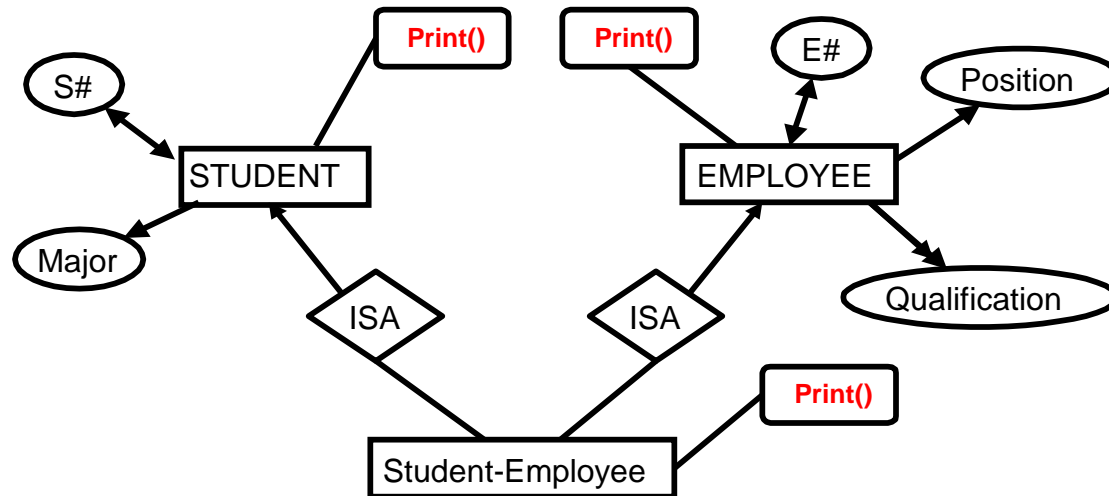 Print()
Print()
E#
S#
Position
STUDENT
EMPLOYEE
Major
Qualification
ISA
ISA
Print()
Student-Employee